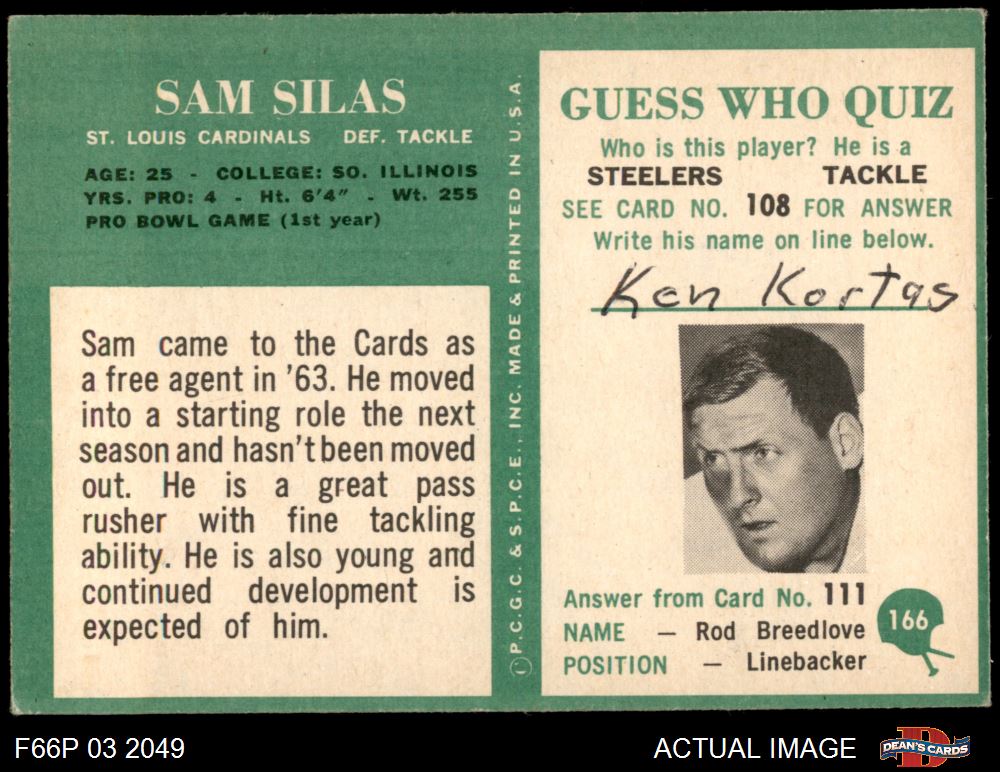 SAM SILAS
ST. LOUIS CARDINALS DEF. TACKLE
AGE: 25 - COLLEGE: SO. ILLINOIS
YRS. PRO: 4 - Ht. 6'4" - Wt. 255
PRO BOWL GAME (1st year)
Sam came to the Cards as
a free agent in '63. He moved
into a starting role the next
season and hasn't been moved
out. He is a great pass
rusher with fine tackling
ability. He is also young and
continued development is
expected of him.
© P.C.G.C. & S.P.C.E., INC. MADE & PRINTED IN U.S.A.
GUESS WHO QUIZ
Who is this player? He is a
STEELERS TACKLE
SEE CARD NO. 108 FOR ANSWER
Write his name on line below.
Ken Kortas
Answer from Card No. 111
NAME — Rod Breedlove
POSITION — Linebacker
166
F66P 03 2049
ACTUAL IMAGE
D
DEAN'S CARDS